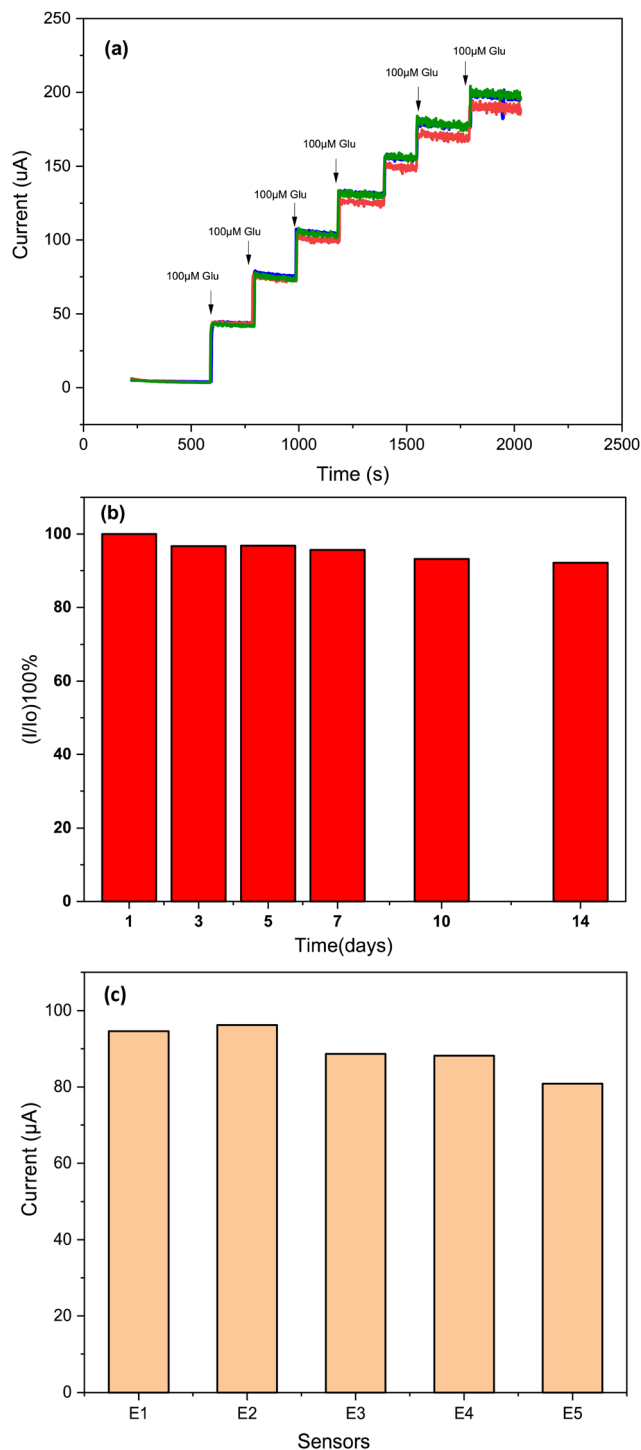 (a)
250
200
150
100
50
0
Current (uA)
100µM Glu
100µM Glu
100µM Glu
100µM Glu
100µM Glu
100µM Glu
0 500 1000 1500 2000 2500
Time (s)
(b)
100
80
60
40
20
0
(I/Io)100%
1 3 5 7 10 14
Time(days)
(c)
100
80
60
40
20
0
Current (µA)
E1 E2 E3 E4 E5
Sensors